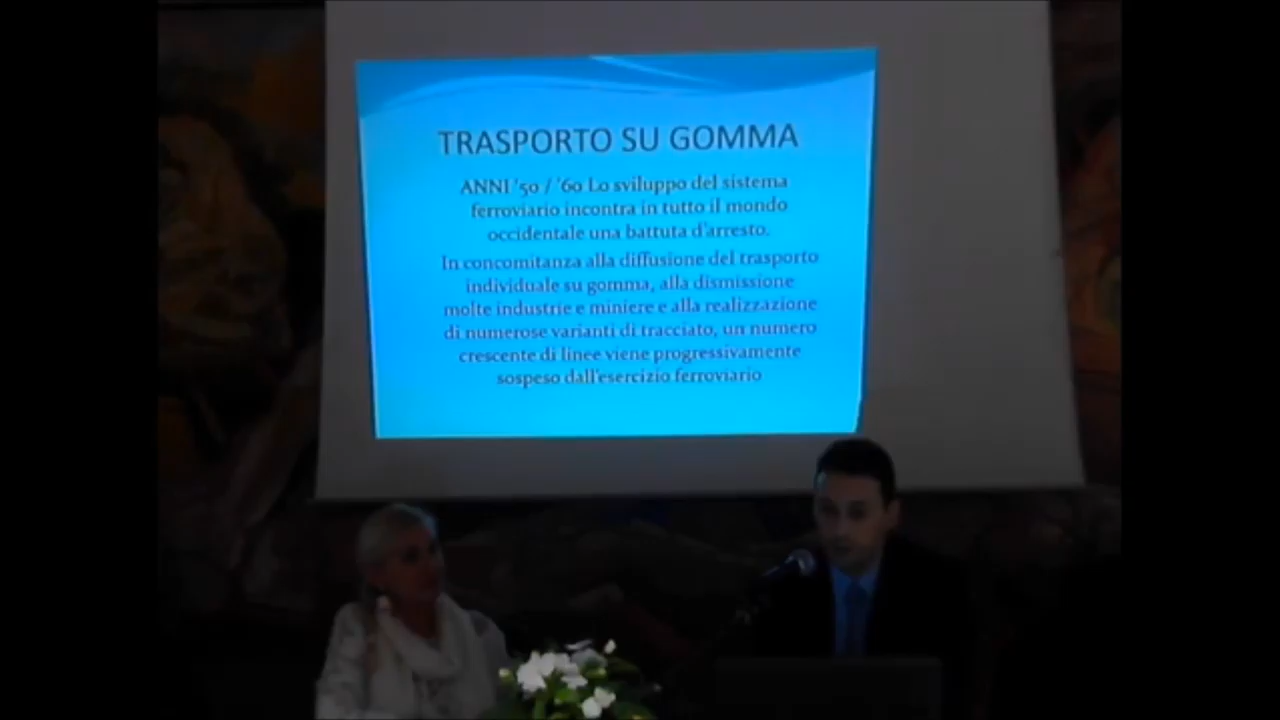 TRASPORTO SU GOMMA
ANNI '50 / '60 Lo sviluppo del sistema
ferroviario incontra in tutto il mondo
occidentale una battuta d'arresto.
In concomitanza alla diffusione del trasporto
individuale su gomma, alla dismissione
molte industrie e miniere e alla realizzazione
di numerose varianti di tracciato, un numero
crescente di linee viene progressivamente
sospeso dall'esercizio ferroviario